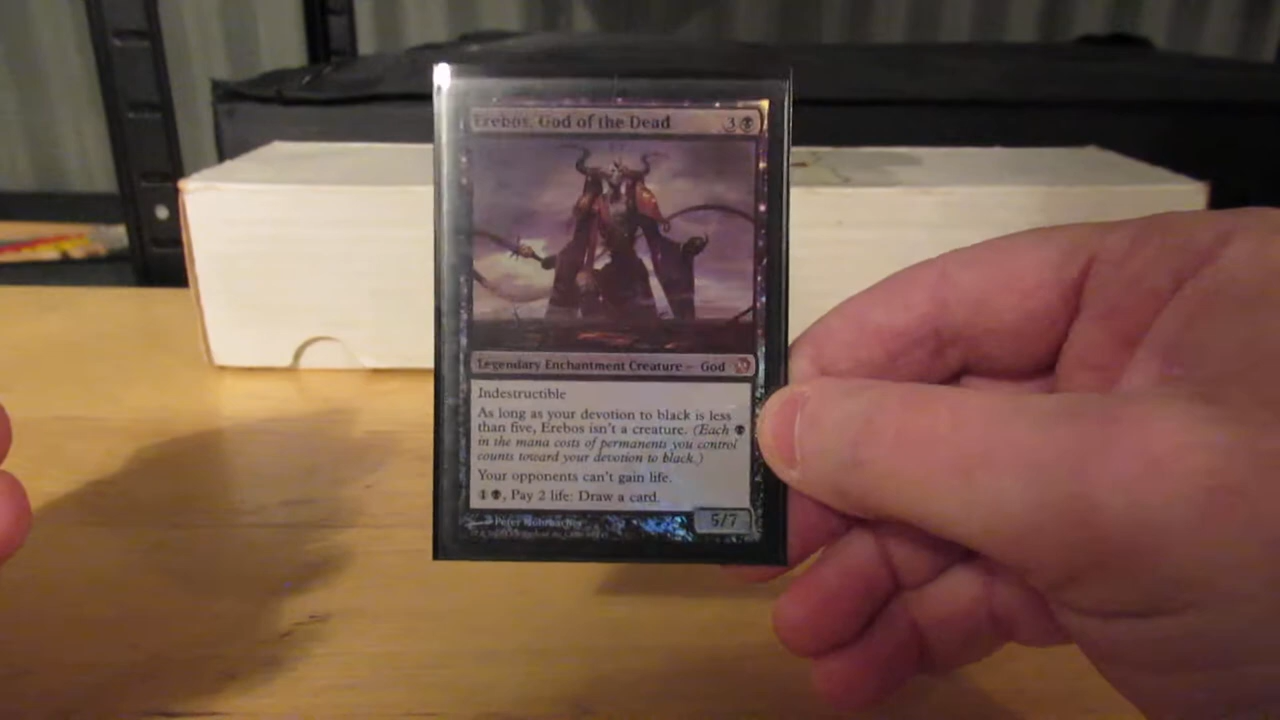 Erebos, God of the Dead 3
Legendary Enchantment Creature – God
Indestructible
As long as your devotion to black is less
than five, Erebos isn't a creature. (Each
in the mana costs of permanents you control
counts toward your devotion to black.)
Your opponents can't gain life.
1, Pay 2 life: Draw a card.
Peter Mohrbacher
5/7